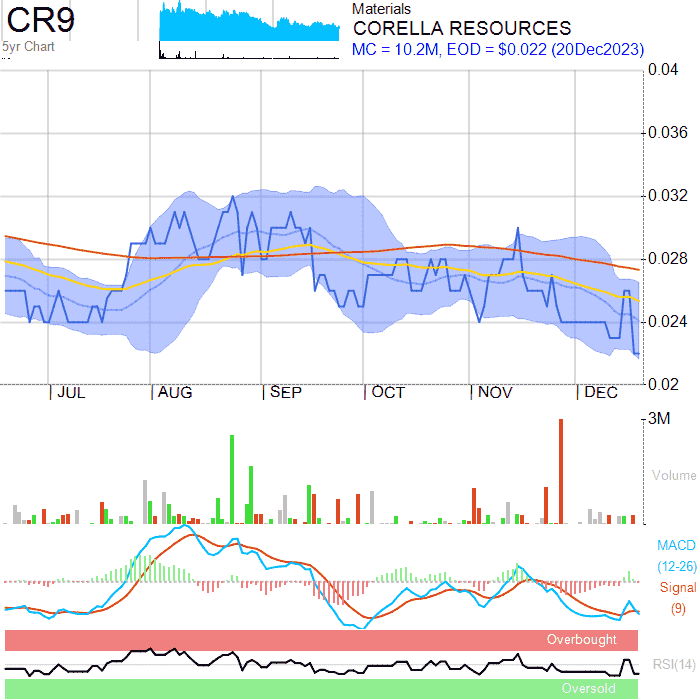 CR9
5yr Chart
Materials
CORELLA RESOURCES
MC = 10.2M, EOD = $0.022 (20Dec2023)
0.04
0.036
0.032
0.028
0.024
0.02
JUL AUG SEP OCT NOV DEC
3M
Volume
MACD
(12-26)
Signal
(9)
Overbought
RSI(14)
Oversold